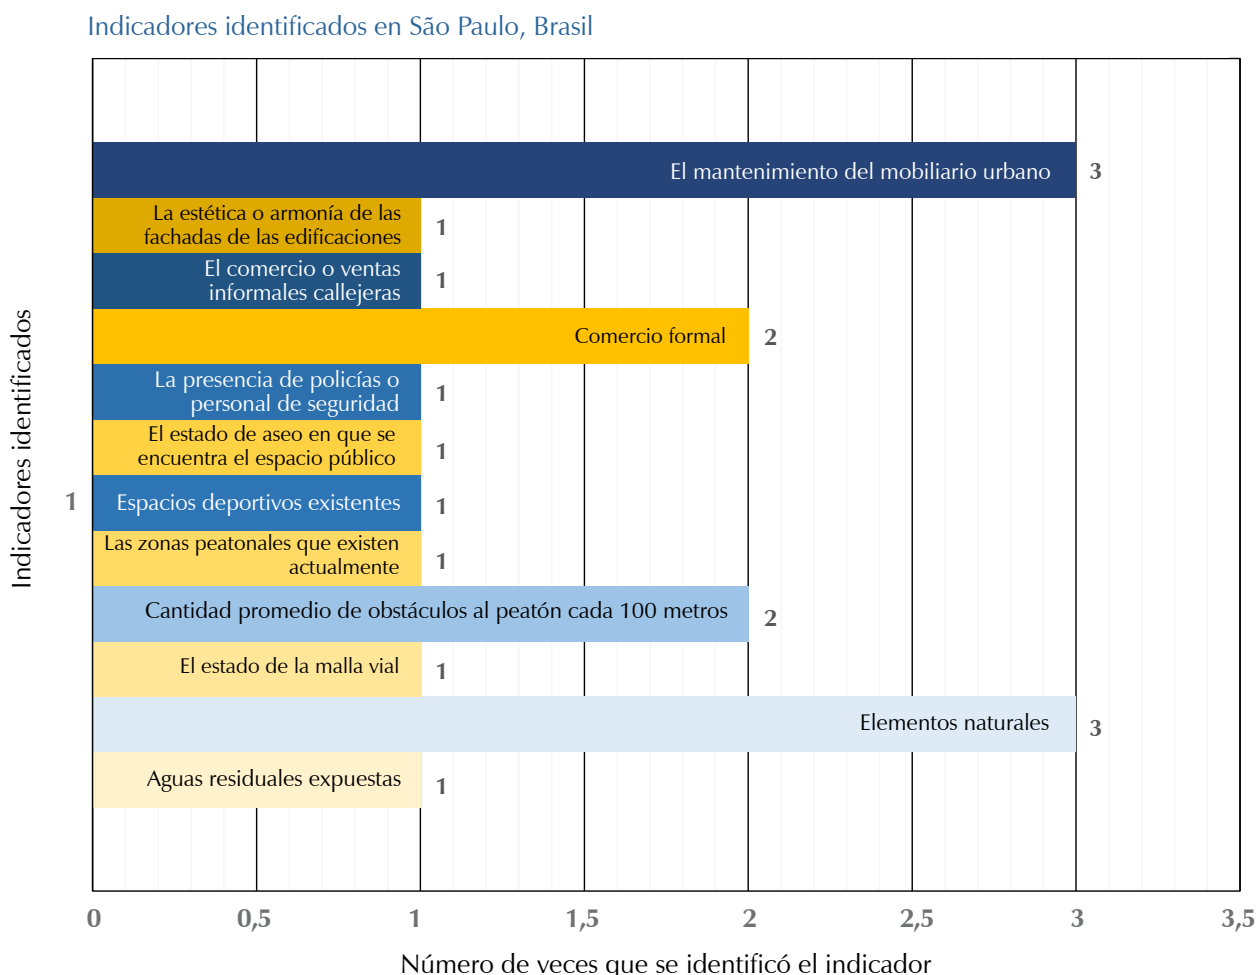 Indicadores identificados en São Paulo, Brasil
El mantenimiento del mobiliario urbano
3
La estética o armonía de las
fachadas de las edificaciones
1
El comercio o ventas
informales callejeras
1
Comercio formal
2
La presencia de policías o
personal de seguridad
1
El estado de aseo en que se
encuentra el espacio público
1
Indicadores identificados
1
Espacios deportivos existentes
1
Las zonas peatonales que existen
actualmente
1
Cantidad promedio de obstáculos al peatón cada 100 metros
2
El estado de la malla vial
1
Elementos naturales
3
Aguas residuales expuestas
1
0 0,5 1 1,5 2 2,5 3 3,5
Número de veces que se identificó el indicador